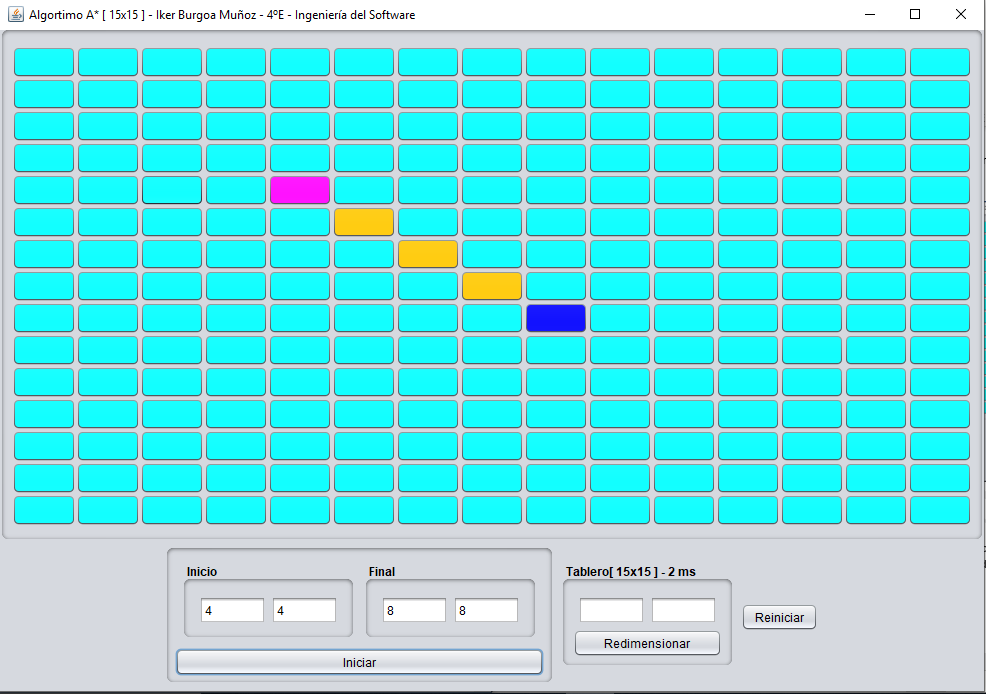 Algortimo A* [ 15x15 ] - Iker Burgoa Muñoz - 4ºE - Ingeniería del Software
Inicio
Final
Tablero[ 15x15 ] - 2 ms
4
4
8
8
Reiniciar
Redimensionar
Iniciar